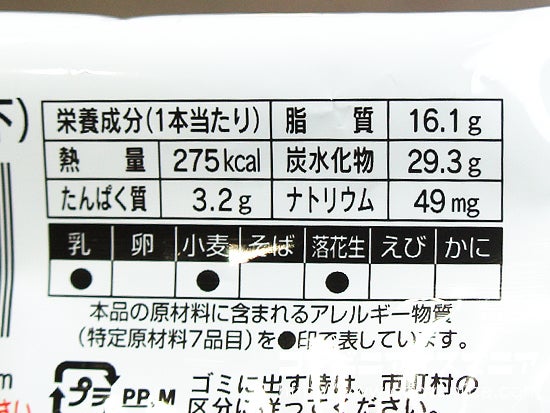 下)
栄養成分(1本当たり) 脂質 16.1g
熱量 275kcal 炭水化物 29.3g
たんぱく質 3.2g ナトリウム 49mg
乳 卵 小麦 そば 落花生 えび かに
● ● ●
本品の原材料に含まれるアレルギー物質
(特定原材料7品目)を●印で表しています。
プラ PP,M
ゴミに出す時は、市町村の
区分に従ってください。
m
さい